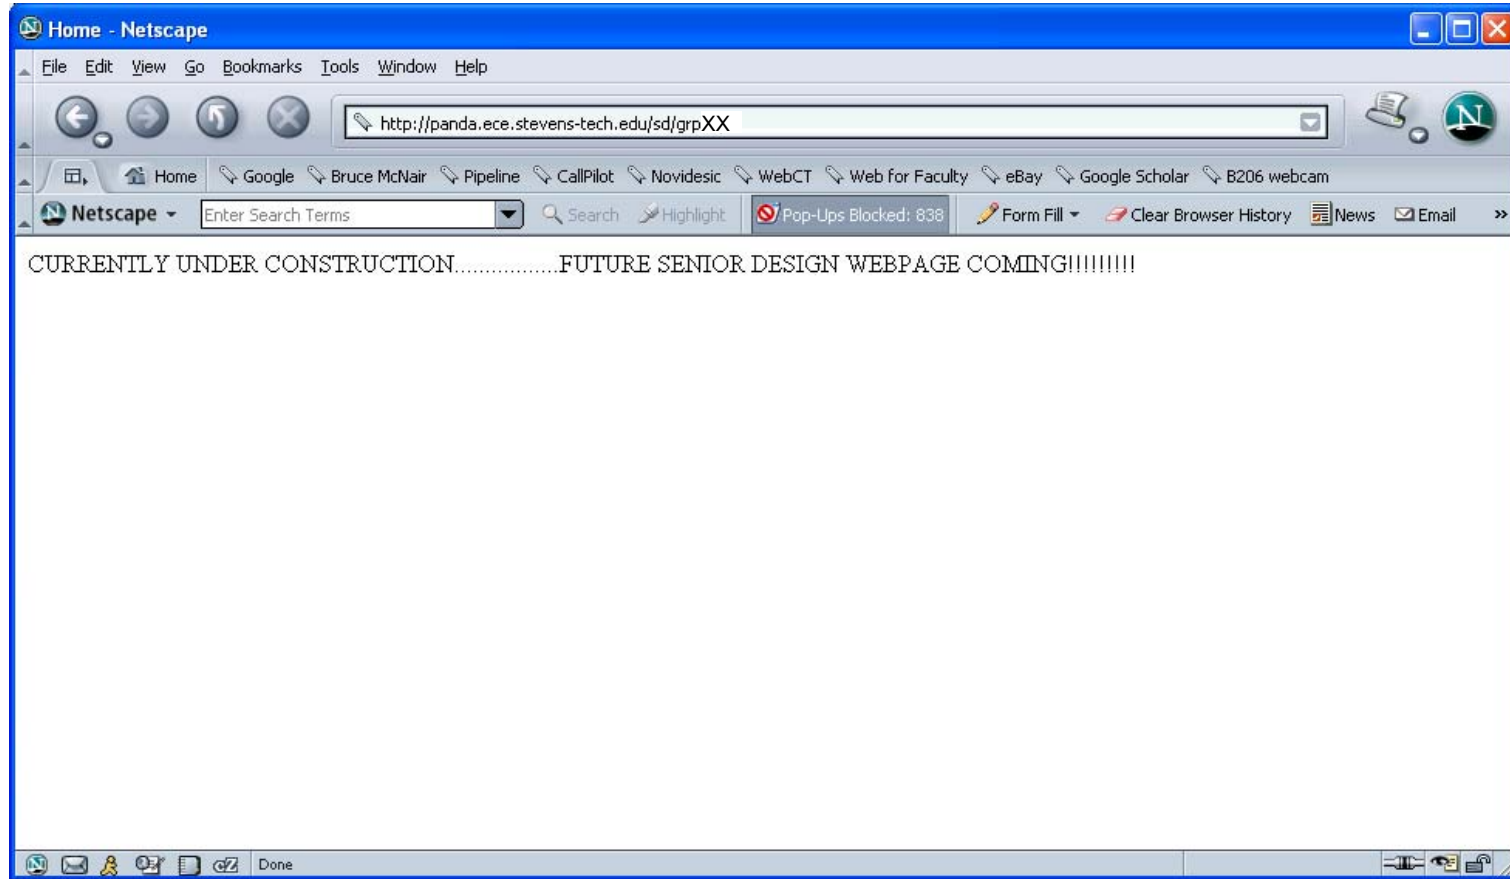 Home - Netscape
File Edit View Go Bookmarks Tools Window Help
http://panda.ece.stevens-tech.edu/sd/grpXX
N
Home Google Bruce McNair Pipeline CallPilot Novidesic WebCT Web for Faculty eBay Google Scholar B206 webcam
Netscape Enter Search Terms Search Highlight Pop-Ups Blocked: 838 Form Fill Clear Browser History News Email »
CURRENTLY UNDER CONSTRUCTION.................FUTURE SENIOR DESIGN WEBPAGE COMING!!!!!!!!!
Done